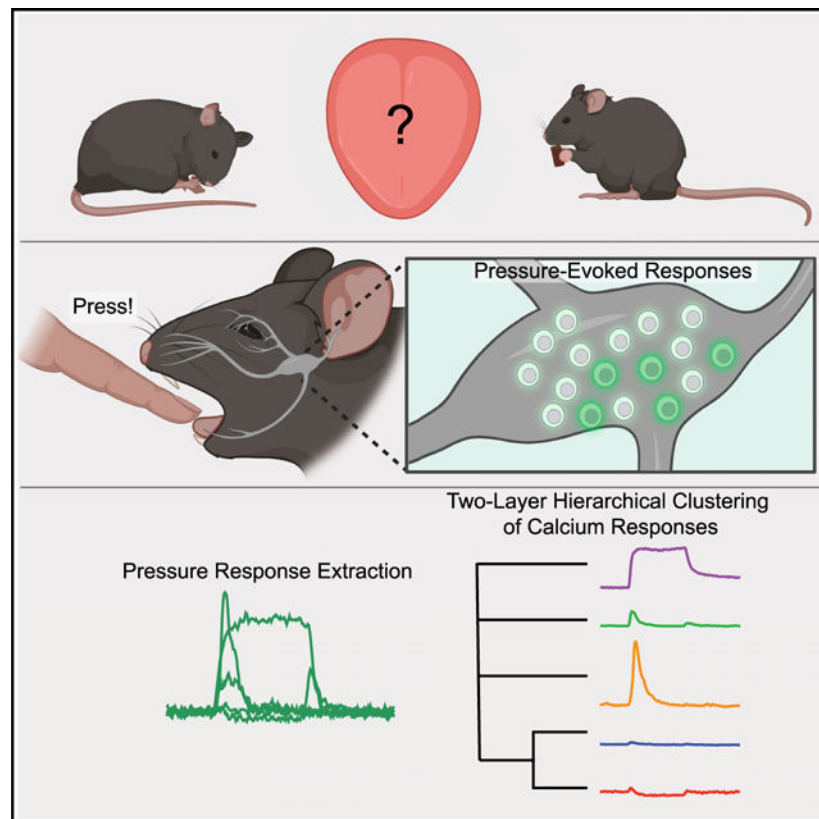 ?
Press!
Pressure-Evoked Responses
Two-Layer Hierarchical Clustering
of Calcium Responses
Pressure Response Extraction